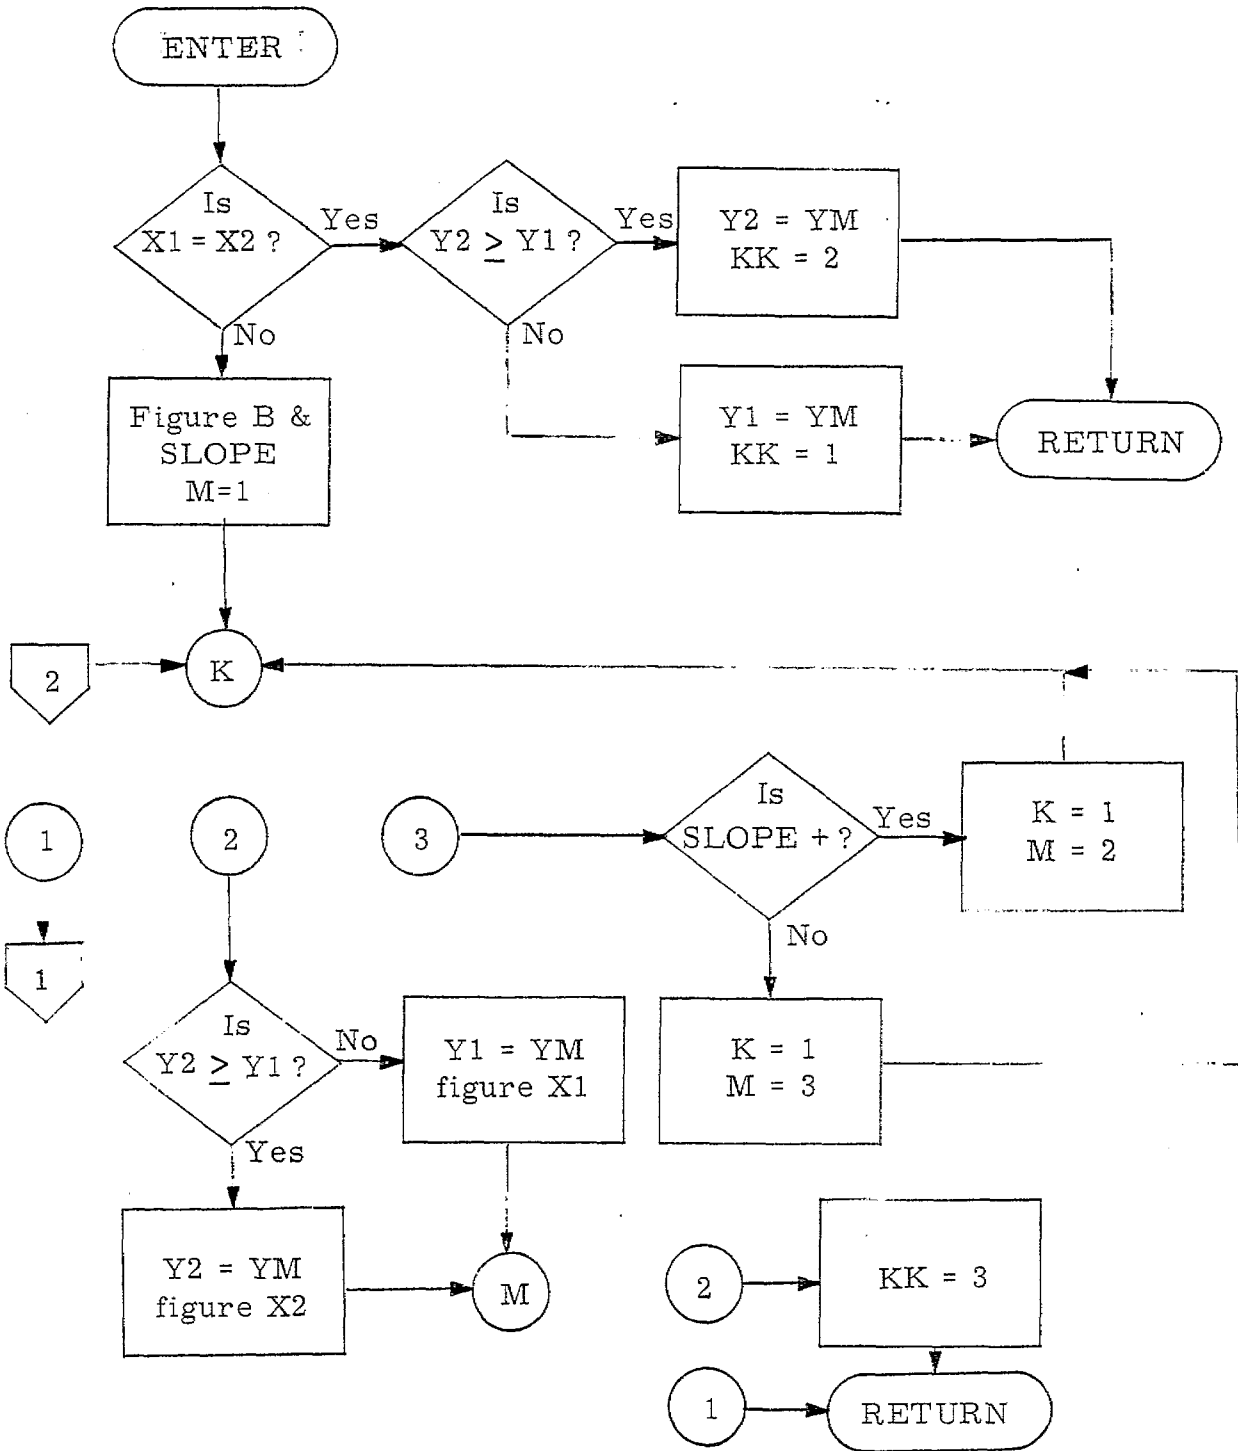 ENTER
Is
X1 = X2 ?
Yes
No
Is
Y2 ≥ Y1 ?
Yes
No
Y2 = YM
KK = 2
Y1 = YM
KK = 1
RETURN
Figure B &
SLOPE
M=1
2
K
1
2
3
Is
SLOPE + ?
Yes
No
K = 1
M = 2
1
Is
Y2 ≥ Y1 ?
No
Yes
Y1 = YM
figure X1
K = 1
M = 3
Y2 = YM
figure X2
M
2
KK = 3
1
RETURN